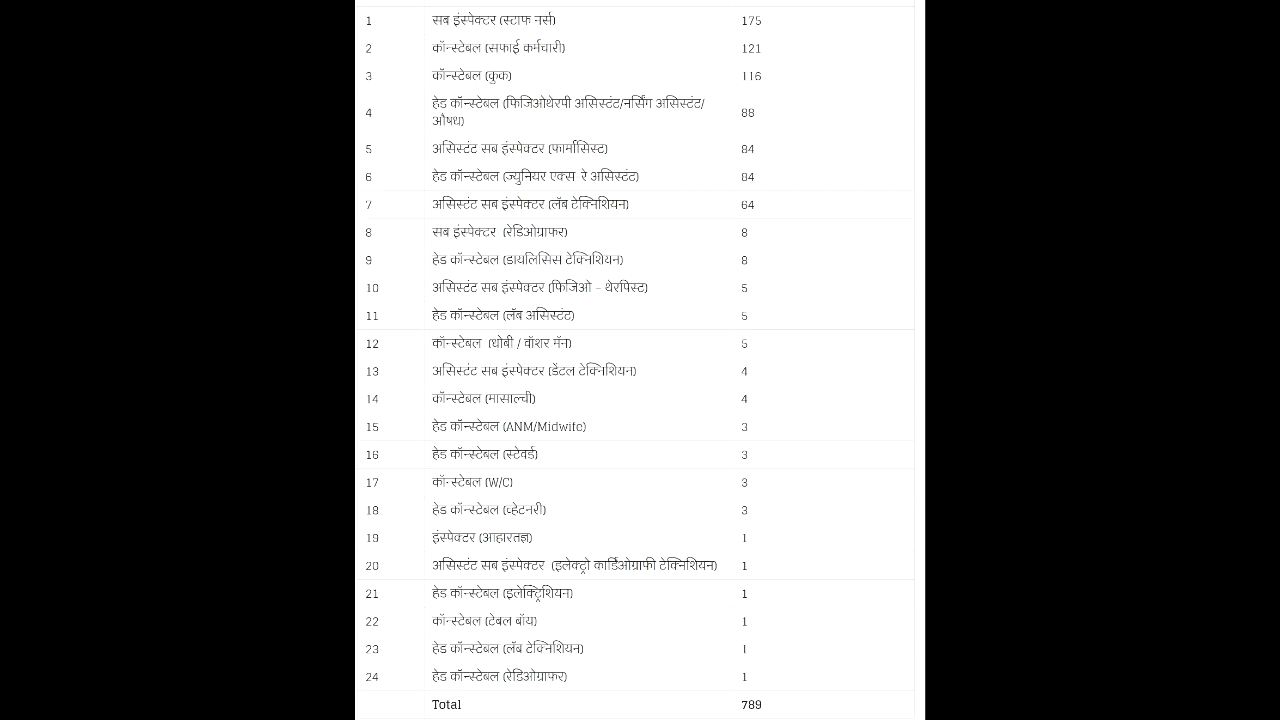 1 सब इंस्पेक्टर (स्टाफ नर्स) 175
2 कॉन्स्टेबल (सफाई कर्मचारी) 121
3 कॉन्स्टेबल (कुक) 116
4 हेड कॉन्स्टेबल (फिजिओथेरपी असिस्टंट/नर्सिंग असिस्टंट/ 88
औषध)
5 असिस्टंट सब इंस्पेक्टर (फार्मासिस्ट) 84
6 हेड कॉन्स्टेबल (ज्युनियर एक्स रे असिस्टंट) 84
7 असिस्टंट सब इंस्पेक्टर (लॅब टेक्निशियन) 64
8 सब इंस्पेक्टर (रेडिओग्राफर) 8
9 हेड कॉन्स्टेबल (डायलिसिस टेक्निशियन) 8
10 असिस्टंट सब इंस्पेक्टर (फिजिओ – थेरपिस्ट) 5
11 हेड कॉन्स्टेबल (लॅब असिस्टंट) 5
12 कॉन्स्टेबल (धोबी / वॉशर मॅन) 5
13 असिस्टंट सब इंस्पेक्टर (डेंटल टेक्निशियन) 4
14 कॉन्स्टेबल (मासाल्ची) 4
15 हेड कॉन्स्टेबल (ANM/Midwife) 3
16 हेड कॉन्स्टेबल (स्टेवर्ड) 3
17 कॉन्स्टेबल (W/C) 3
18 हेड कॉन्स्टेबल (व्हेटनरी) 3
19 इंस्पेक्टर (आहारतज्ञ) 1
20 असिस्टंट सब इंस्पेक्टर (इलेक्ट्रो कार्डिओग्राफी टेक्निशियन) 1
21 हेड कॉन्स्टेबल (इलेक्ट्रिशियन) 1
22 कॉन्स्टेबल (टेबल बॉय) 1
23 हेड कॉन्स्टेबल (लॅब टेक्निशियन) 1
24 हेड कॉन्स्टेबल (रेडिओग्राफर) 1
Total 789